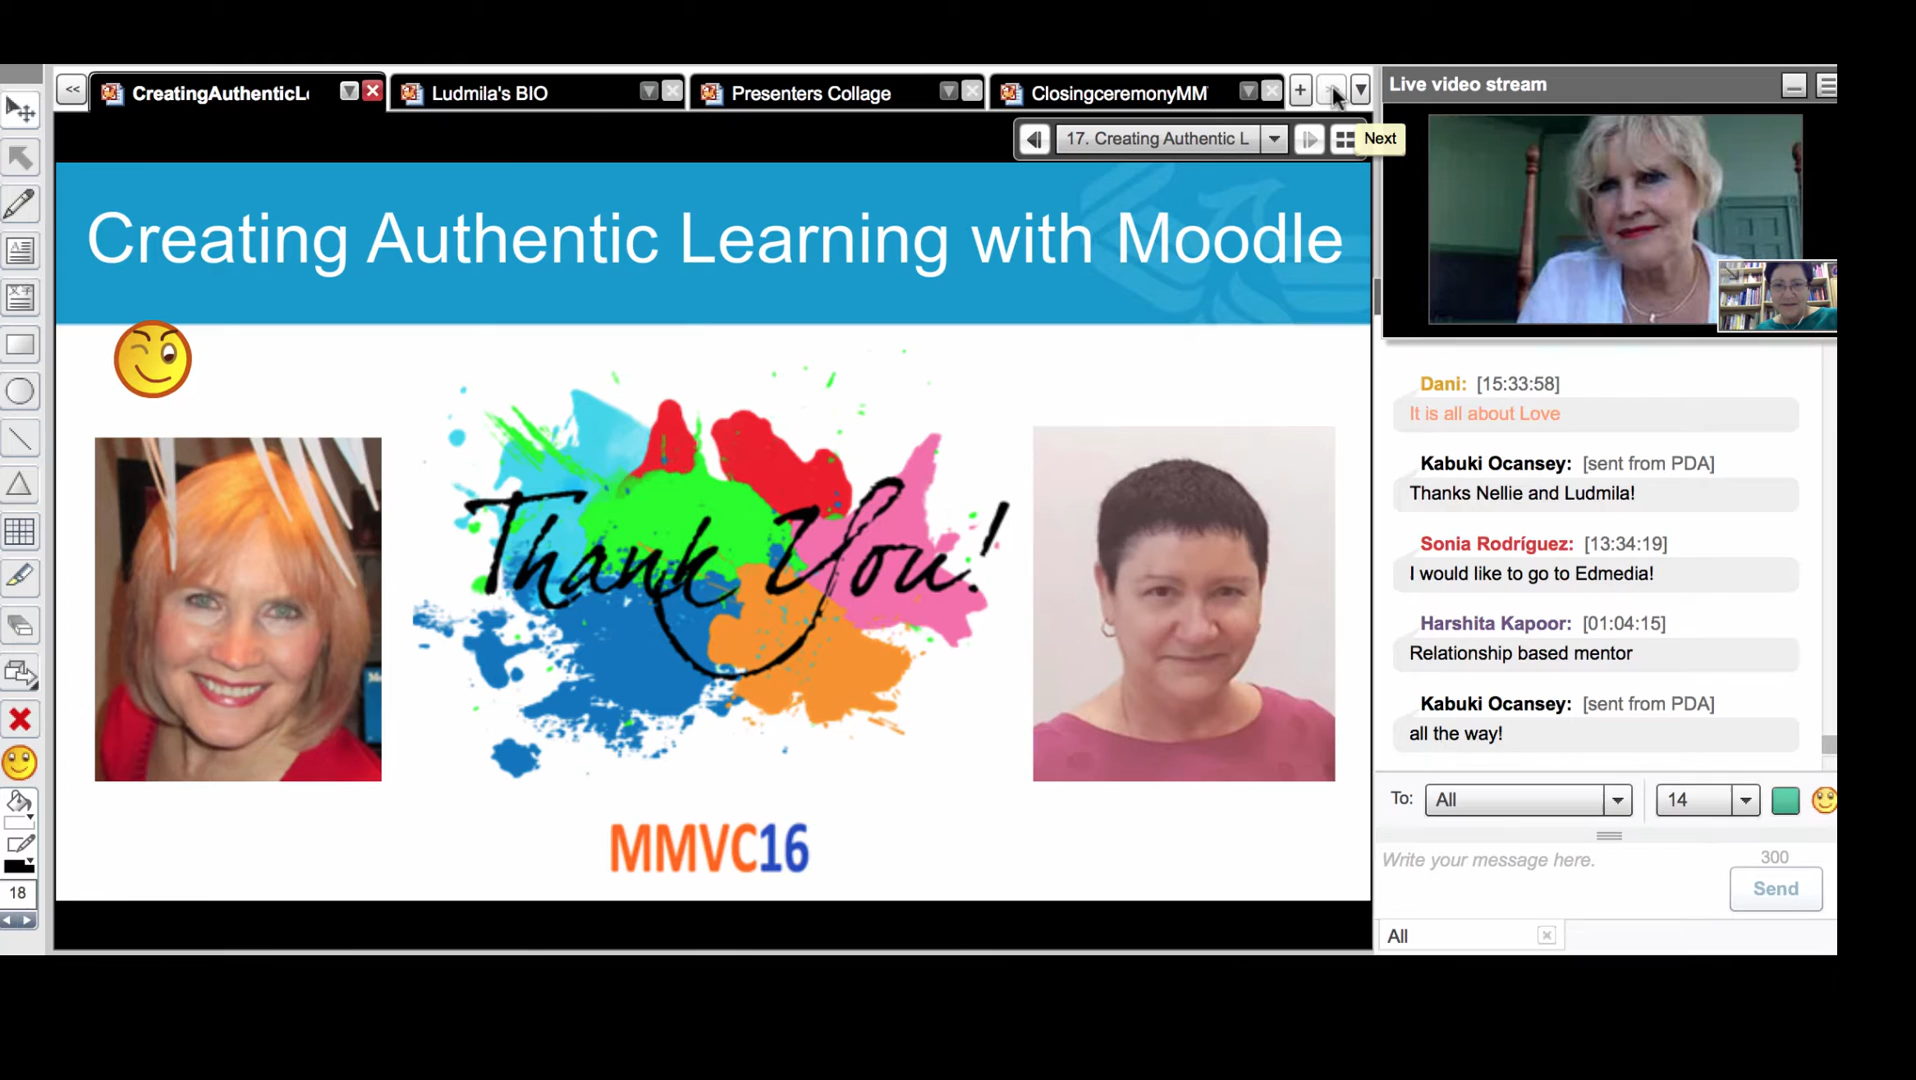 <<
CreatingAuthenticL
Ludmila's BIO
Presenters Collage
ClosingceremonyMM
+
17. Creating Authentic L
Next
Creating Authentic Learning with Moodle
Thank You!
MMVC16
18
Live video stream
Dani: [15:33:58]
It is all about Love
Kabuki Ocansey: [sent from PDA]
Thanks Nellie and Ludmila!
Sonia Rodríguez: [13:34:19]
I would like to go to Edmedia!
Harshita Kapoor: [01:04:15]
Relationship based mentor
Kabuki Ocansey: [sent from PDA]
all the way!
To: All 14
Write your message here. 300
Send
All